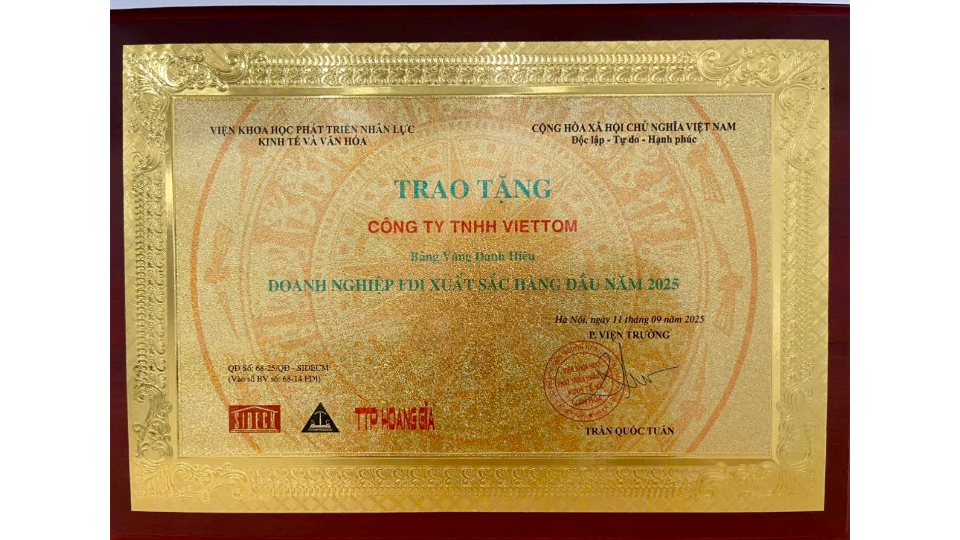 VIỆN KHOA HỌC PHÁT TRIỂN NHÂN LỰC
KINH TẾ VÀ VĂN HÓA
CỘNG HÒA XÃ HỘI CHỦ NGHĨA VIỆT NAM
Độc lập - Tự do - Hạnh phúc
TRAO TẶNG
CÔNG TY TNHH VIETTOM
Bảng Vàng Danh Hiệu
DOANH NGHIỆP FDI XUẤT SẮC HÀNG ĐẦU NĂM 2025
Hà Nội, ngày 11 tháng 09 năm 2025
P. VIỆN TRƯỞNG
QĐ Số: 68-25/QĐ - SIDECM
(Vào sổ BV số: 68-14 FDI)
SIDECM
TTP HOANG GIA
TRẦN QUỐC TUẤN